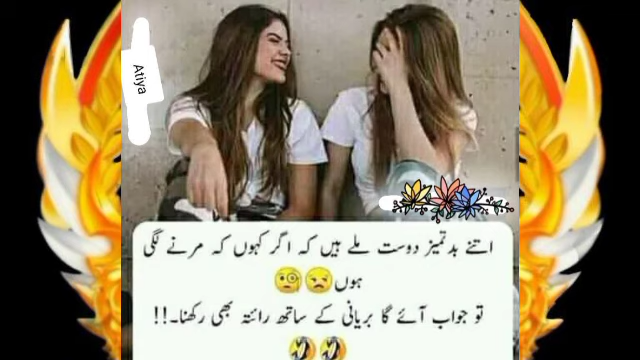 Atiya
اتنے بدتمیز دوست ملے ہیں کہ اگر کہوں کہ مرنے لگی
ہوں😒🧐
تو جواب آئے گا بریانی کے ساتھ رائتہ بھی رکھنا۔!!
🤣🤣